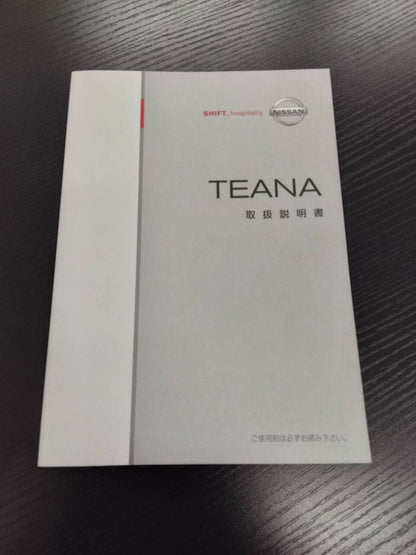 SHIFT_hospitality NISSAN
TEANA
取扱説明書
ご使用前は必ずお読み下さい。